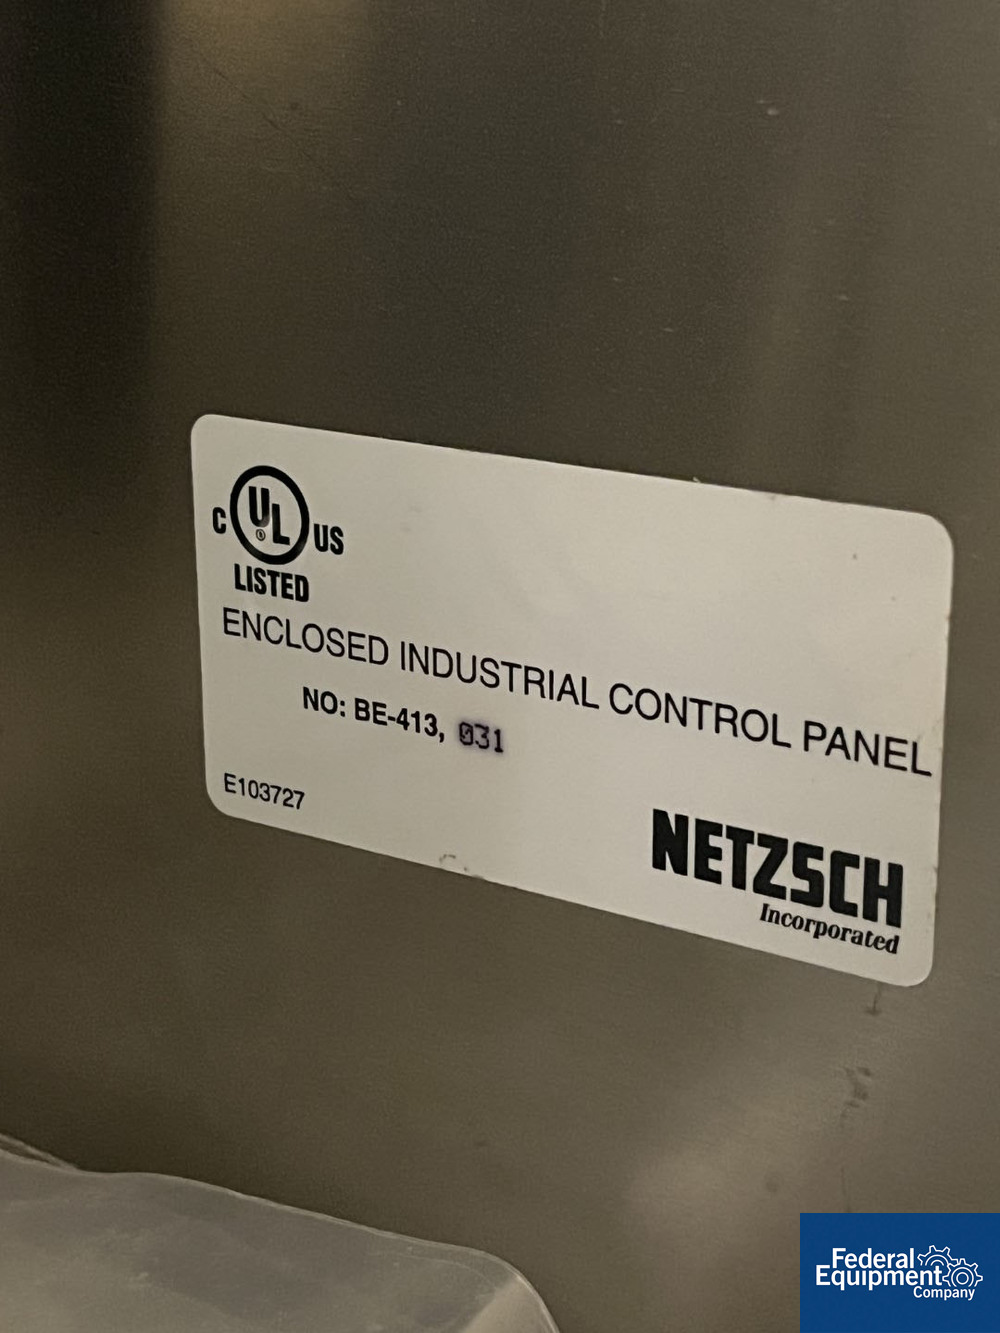 C UL US
®
LISTED
ENCLOSED INDUSTRIAL CONTROL PANEL
NO: BE-413, 031
E103727
NETZSCH
Incorporated
Federal
Equipment
Company